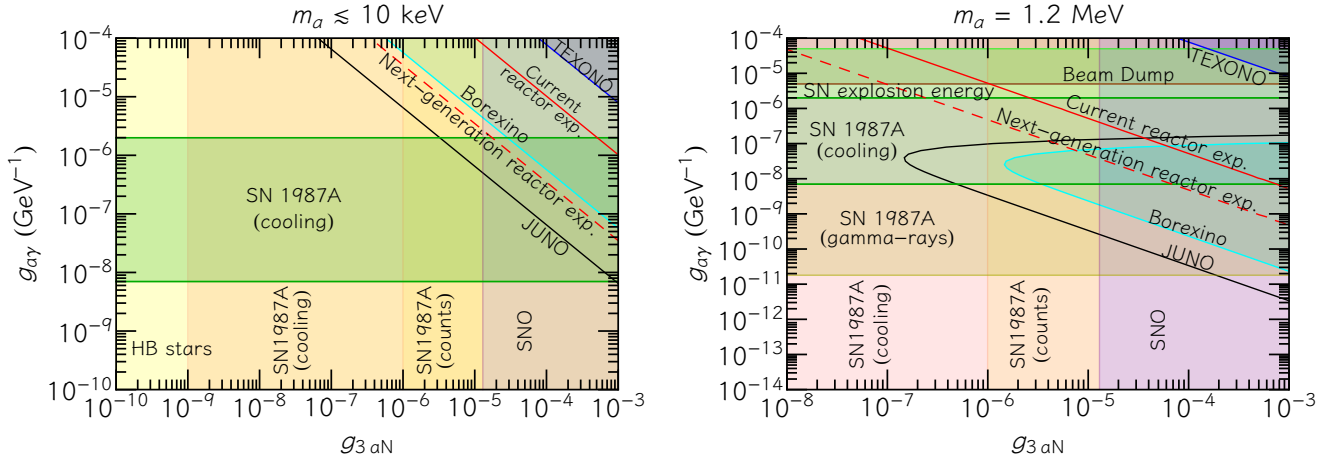 m_a ≲ 10 keV
10^-4
10^-5
10^-6
10^-7
10^-8
10^-9
10^-10
g_aγ (GeV^-1)
TEXONO
Current
reactor exp.
Next-generation reactor exp.
Borexino
JUNO
SN 1987A
(cooling)
HB stars
SN1987A
(cooling)
SN1987A
(counts)
SNO
10^-10
10^-9
10^-8
10^-7
10^-6
10^-5
10^-4
10^-3
g_3 aN
m_a = 1.2 MeV
10^-4
10^-5
10^-6
10^-7
10^-8
10^-9
10^-10
10^-11
10^-12
10^-13
10^-14
g_aγ (GeV^-1)
TEXONO
Beam Dump
SN explosion energy
Current reactor exp.
Next-generation reactor exp.
SN 1987A
(cooling)
SN 1987A
(gamma-rays)
Borexino
JUNO
SN1987A
(cooling)
SN1987A
(counts)
SNO
10^-8
10^-7
10^-6
10^-5
10^-4
10^-3
g_3 aN